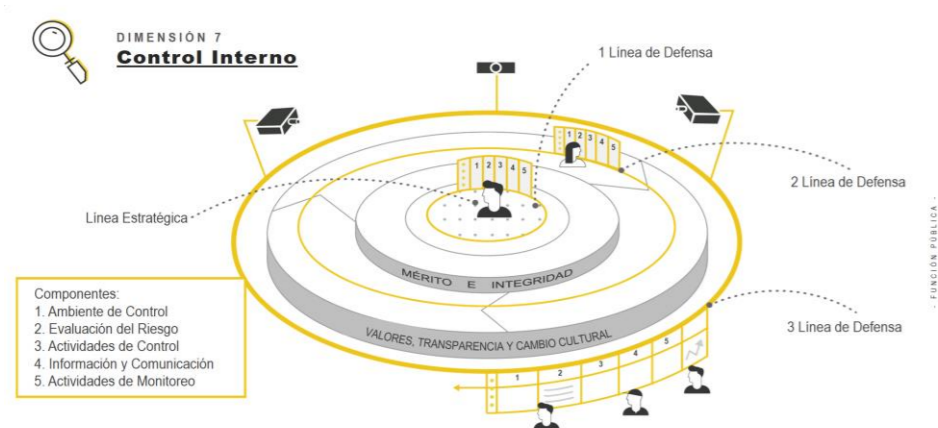 DIMENSIÓN 7
Control Interno
1 Línea de Defensa
1 2 3 4 5
1 2 3 4 5
2 Línea de Defensa
Línea Estratégica
- FUNCIÓN PÚBLICA -
MÉRITO E INTEGRIDAD
VALORES, TRANSPARENCIA Y CAMBIO CULTURAL
3 Línea de Defensa
Componentes:
1. Ambiente de Control
2. Evaluación del Riesgo
3. Actividades de Control
4. Información y Comunicación
5. Actividades de Monitoreo
1 2 3 4 5